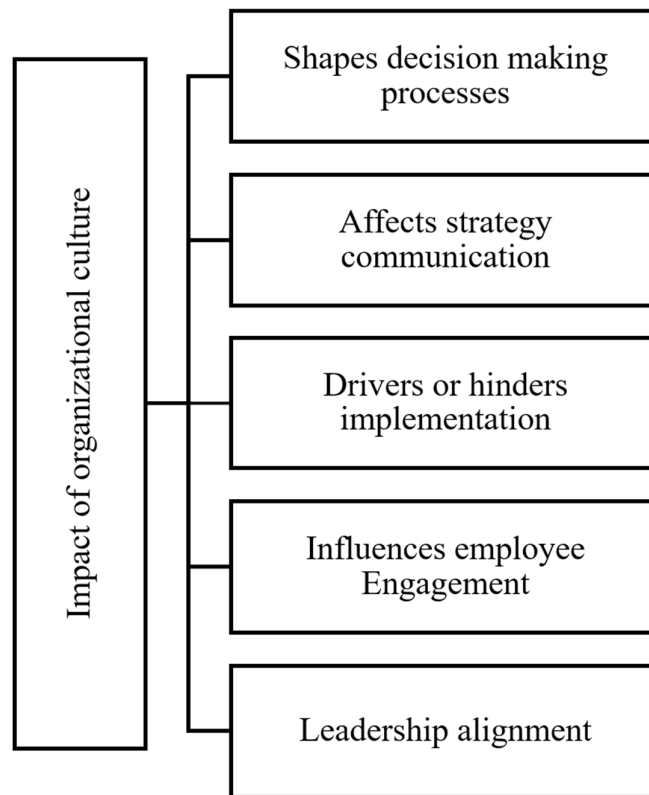 Impact of organizational culture
Shapes decision making
processes
Affects strategy
communication
Drivers or hinders
implementation
Influences employee
Engagement
Leadership alignment